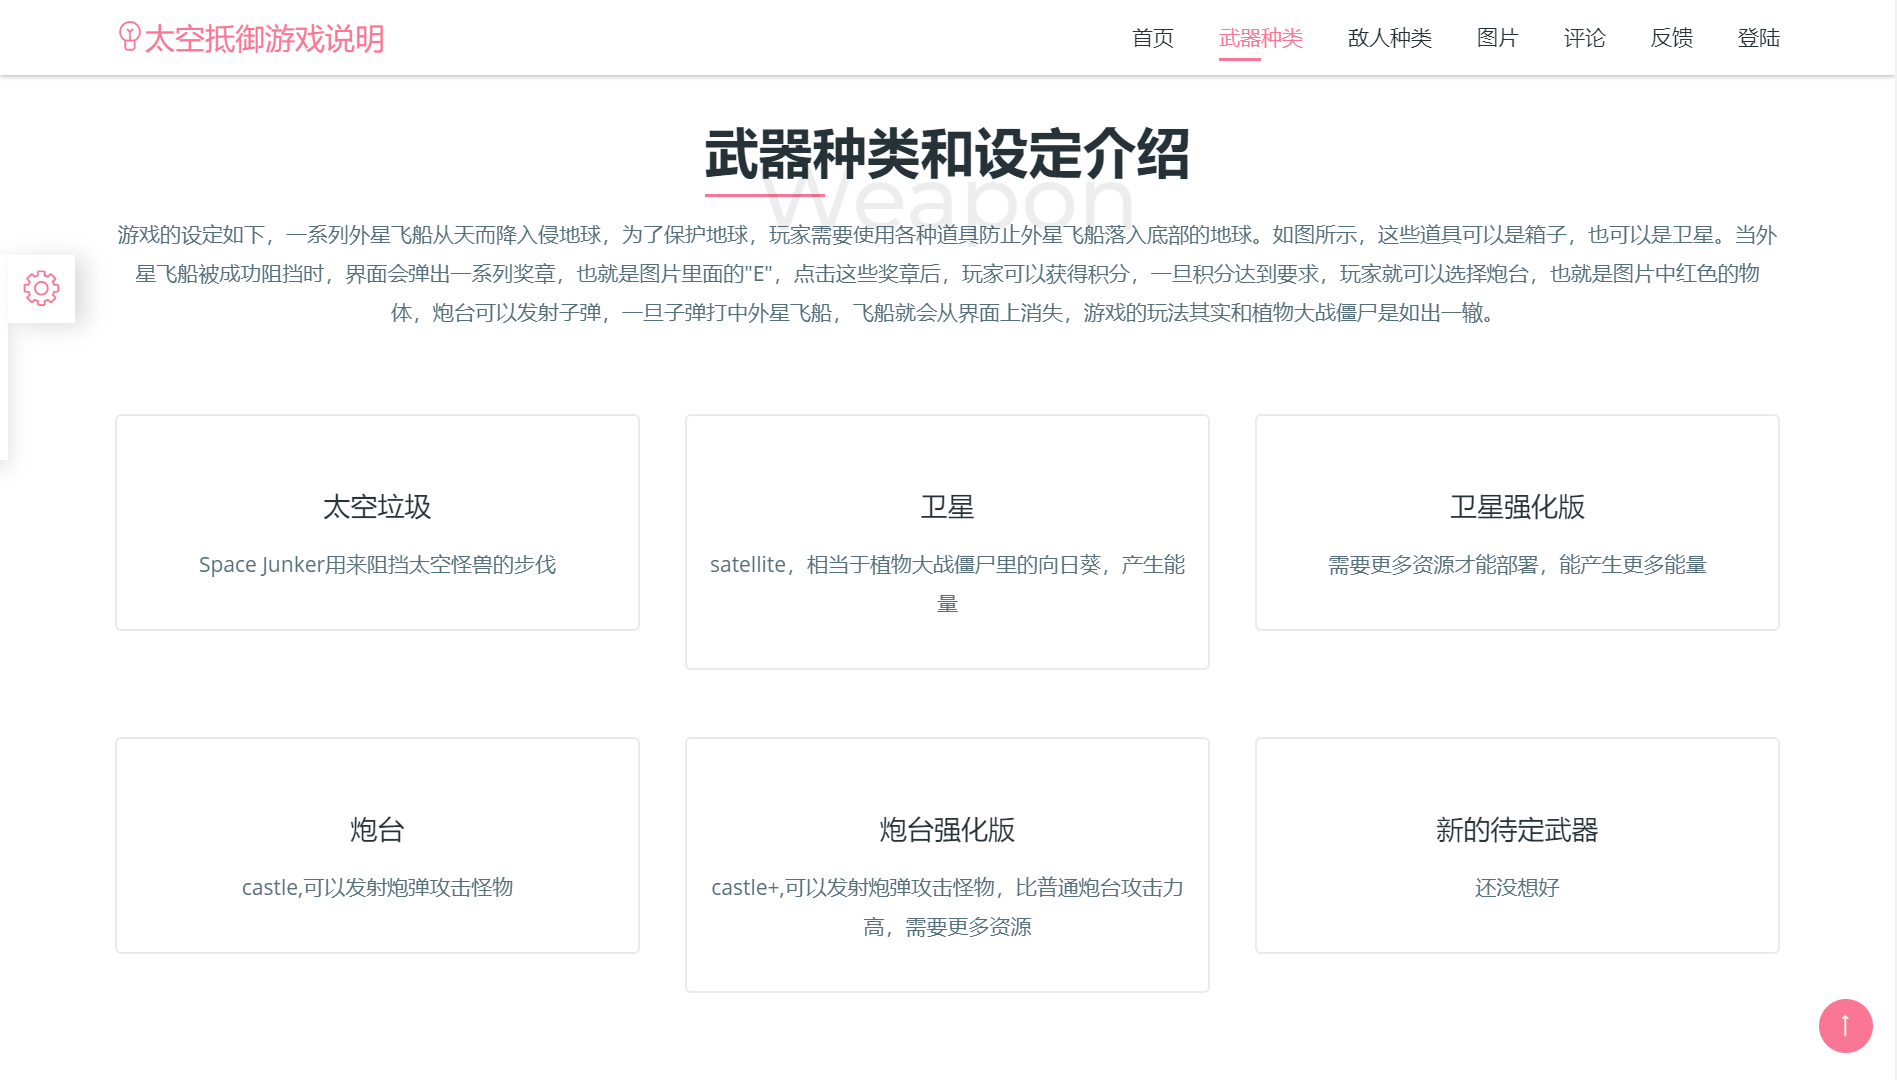 太空抵御游戏说明
首页 武器种类 敌人种类 图片 评论 反馈 登陆
武器种类和设定介绍
Weapon
游戏的设定如下，一系列外星飞船从天而降入侵地球，为了保护地球，玩家需要使用各种道具防止外星飞船落入底部的地球。如图所示，这些道具可以是箱子，也可以是卫星。当外
星飞船被成功阻挡时，界面会弹出一系列奖章，也就是图片里面的"E"，点击这些奖章后，玩家可以获得积分，一旦积分达到要求，玩家就可以选择炮台，也就是图片中红色的物
体，炮台可以发射子弹，一旦子弹打中外星飞船，飞船就会从界面上消失，游戏的玩法其实和植物大战僵尸是如出一辙。
太空垃圾
Space Junker用来阻挡太空怪兽的步伐
卫星
satellite，相当于植物大战僵尸里的向日葵，产生能
量
卫星强化版
需要更多资源才能部署，能产生更多能量
炮台
castle,可以发射炮弹攻击怪物
炮台强化版
castle+,可以发射炮弹攻击怪物，比普通炮台攻击力
高，需要更多资源
新的待定武器
还没想好